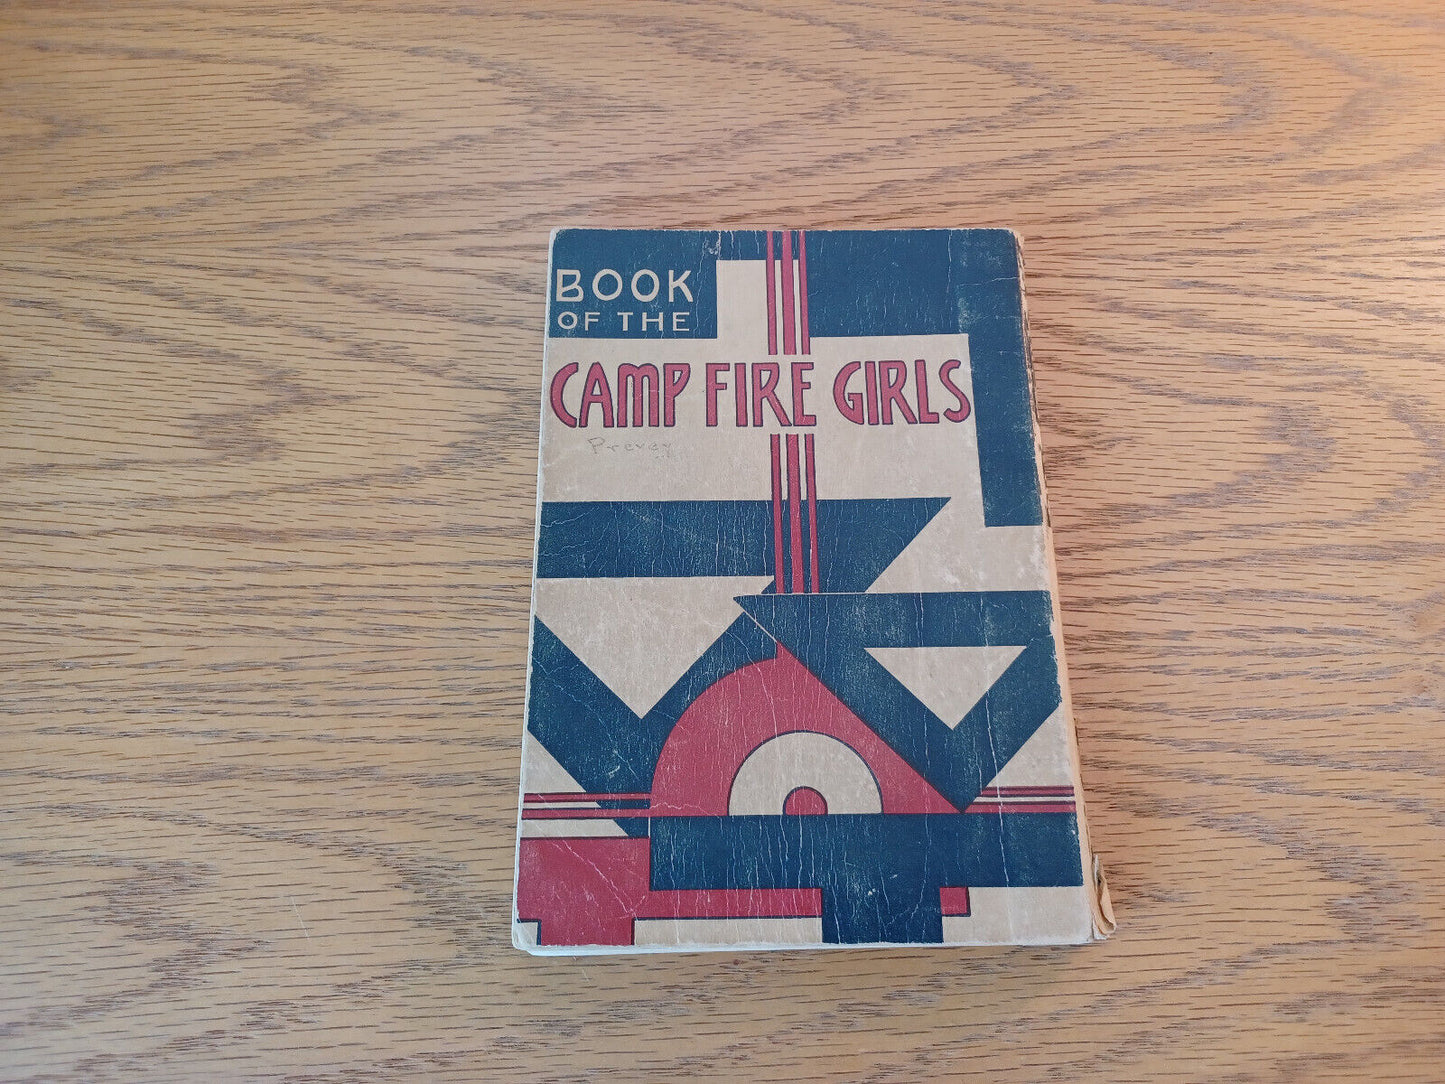 BOOK
OF THE
CAMP FIRE GIRLS
Prevey